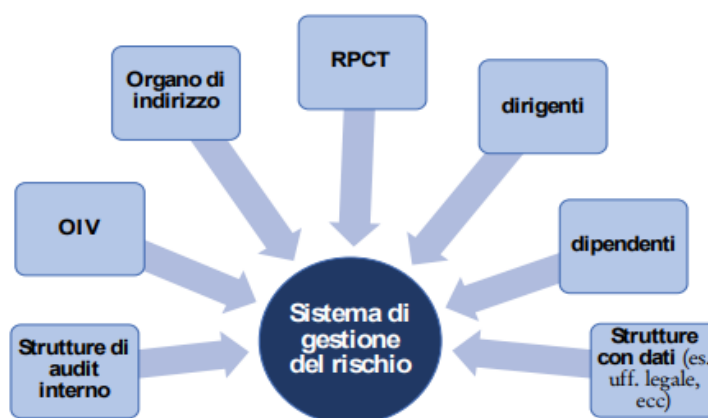 RPCT
Organo di
indirizzo
dirigenti
OIV
dipendenti
Sistema di
gestione
del rischio
Strutture di
audit
interno
Strutture
con dati (es.
uff. legale,
ecc)